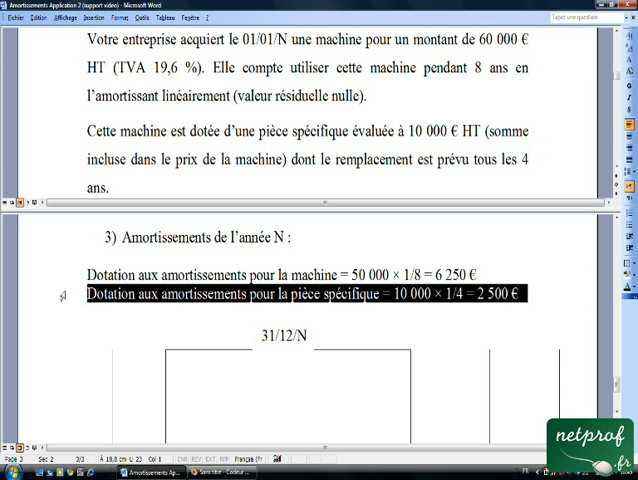 Amortissements Application 2 (support video) - Microsoft Word
Fichier Edition Affichage Insertion Format Outils Tableau Fenêtre ?
Votre entreprise acquiert le 01/01/N une machine pour un montant de 60 000 €
HT (TVA 19,6 %). Elle compte utiliser cette machine pendant 8 ans en
l'amortissant linéairement (valeur résiduelle nulle).
Cette machine est dotée d'une pièce spécifique évaluée à 10 000 € HT (somme
incluse dans le prix de la machine) dont le remplacement est prévu tous les 4
ans.
3) Amortissements de l'année N :
Dotation aux amortissements pour la machine = 50 000 × 1/8 = 6 250 €
Dotation aux amortissements pour la pièce spécifique = 10 000 × 1/4 = 2 500 €
31/12/N
netprof
.fr
Page 3 Sec 2 3/3 À 18,8 cm Li 23 Col 1 ENR REV EXT RFP Français (Fr
Amortissements Ap... Sans titre - Codeur ... FR